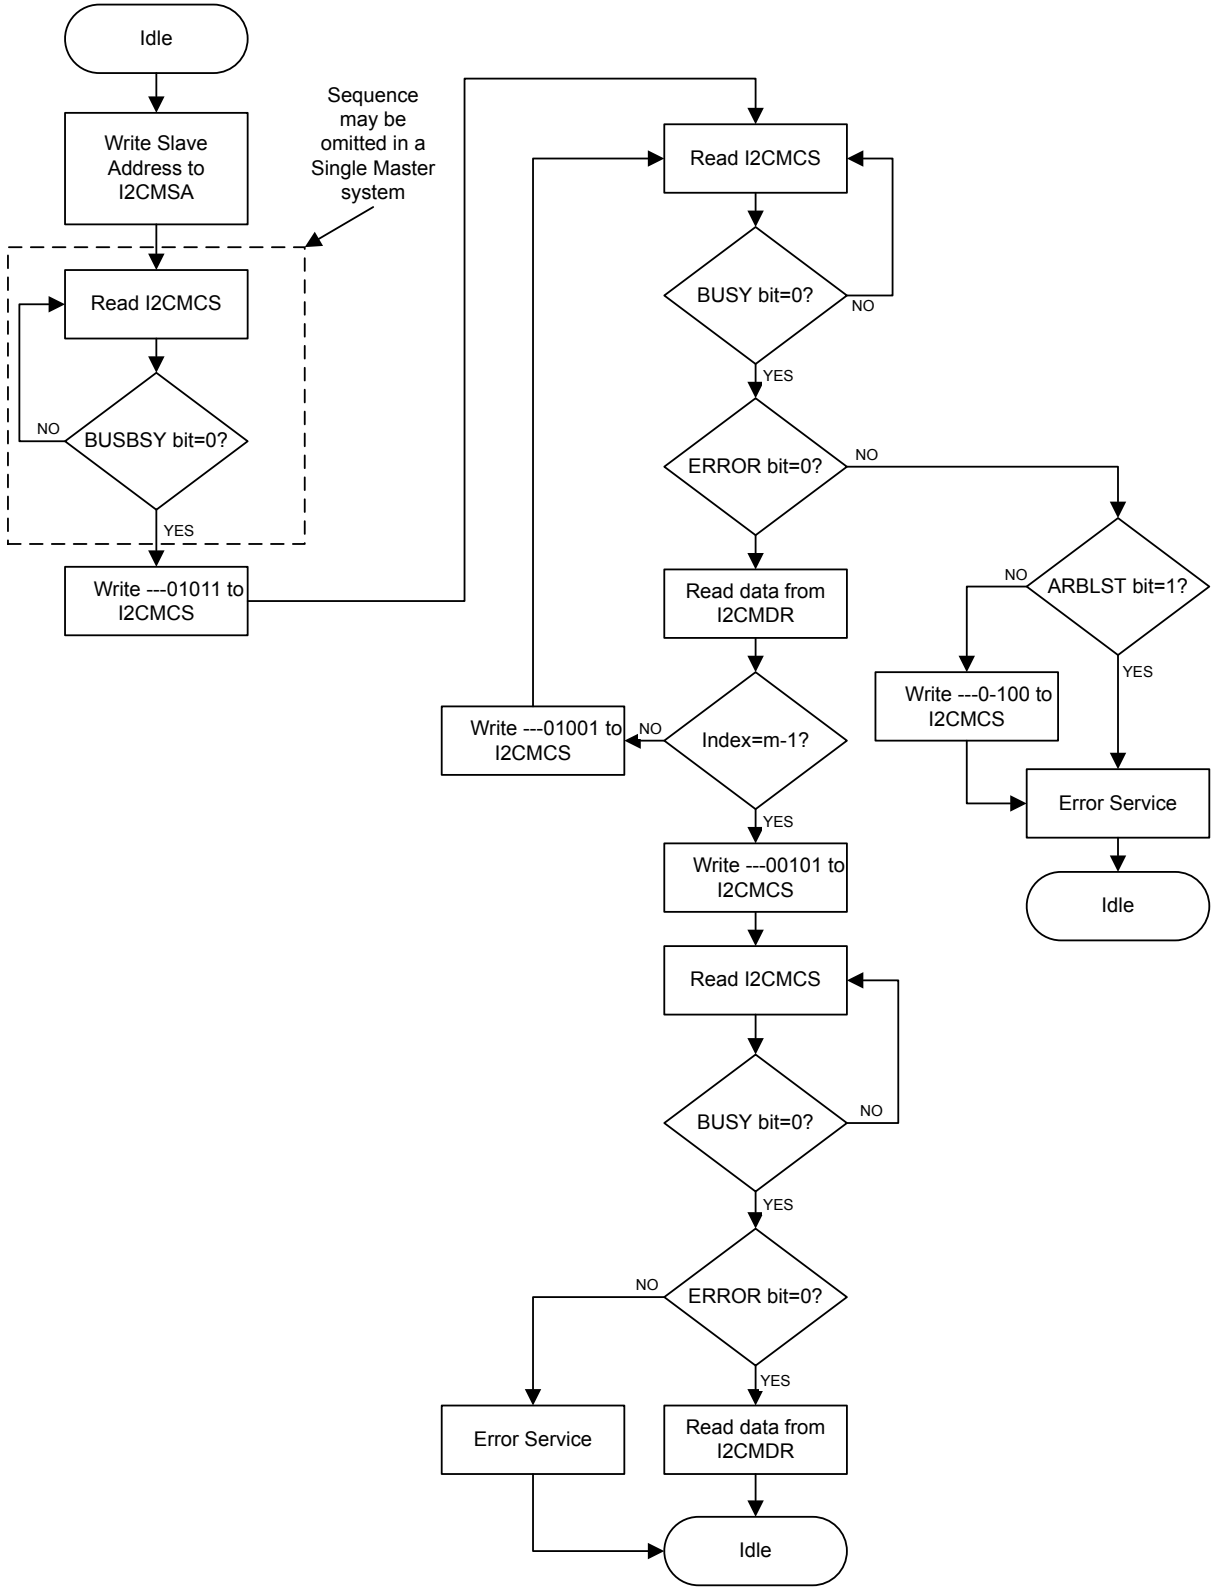 Idle
Write Slave
Address to
I2CMSA
Sequence
may be
omitted in a
Single Master
system
Read I2CMCS
BUSBSY bit=0?
NO
YES
Write ---01011 to
I2CMCS
Read I2CMCS
BUSY bit=0?
NO
YES
ERROR bit=0?
NO
Read data from
I2CMDR
ARBLST bit=1?
NO
YES
Write ---0-100 to
I2CMCS
Error Service
Idle
Index=m-1?
NO
Write ---01001 to
I2CMCS
YES
Write ---00101 to
I2CMCS
Read I2CMCS
BUSY bit=0?
NO
YES
ERROR bit=0?
NO
YES
Error Service
Read data from
I2CMDR
Idle